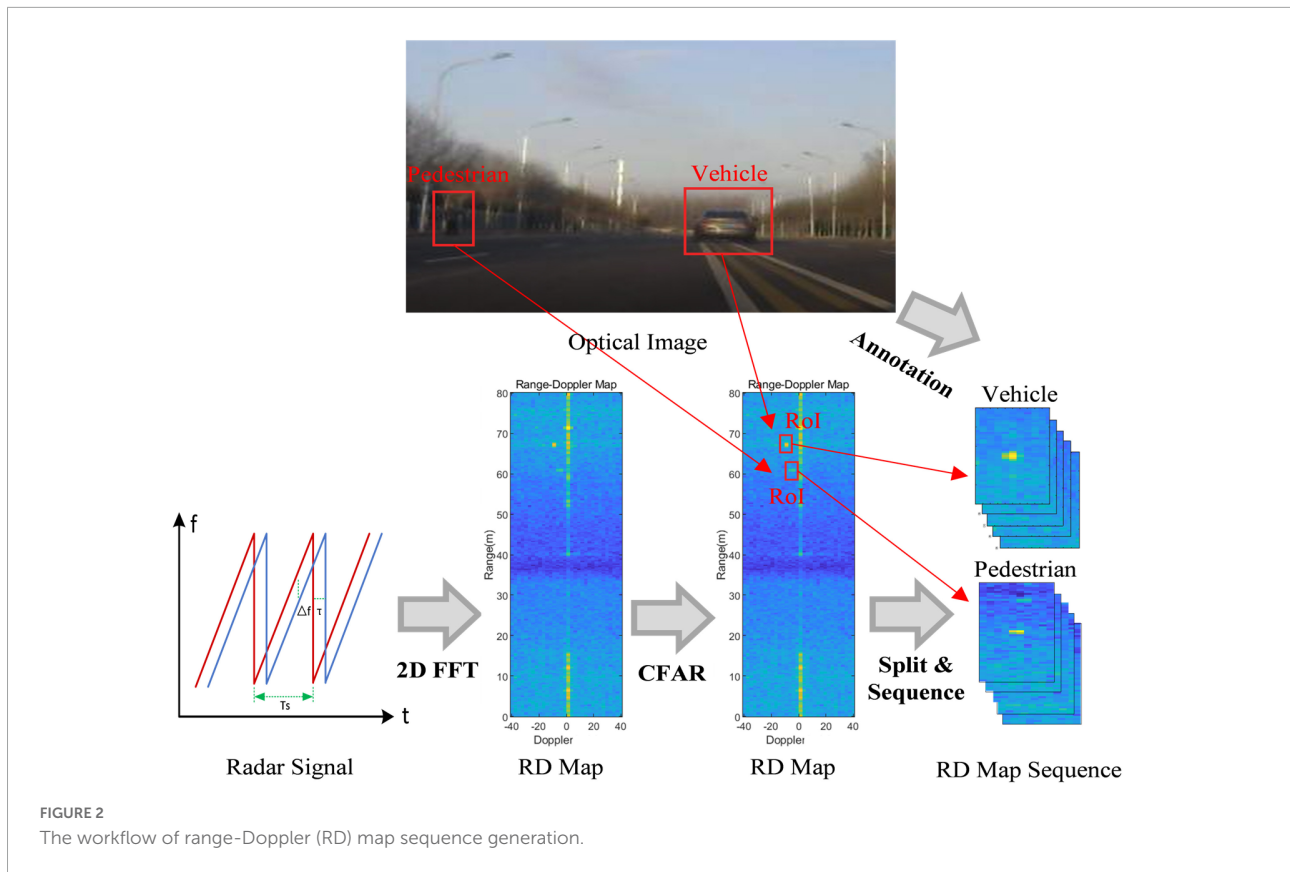 Pedestrian
Vehicle
Optical Image
Annotation
Range-Doppler Map
80
70
60
50
40
30
20
10
0
Range(m)
-40
-20
0
20
40
Doppler
RD Map
Range-Doppler Map
80
70
60
50
40
30
20
10
0
Range(m)
RoI
RoI
-40
-20
0
20
40
Doppler
RD Map
Vehicle
Pedestrian
f
Δf
τ
Ts
t
Radar Signal
2D FFT
CFAR
Split &
Sequence
RD Map Sequence
FIGURE 2
The workflow of range-Doppler (RD) map sequence generation.